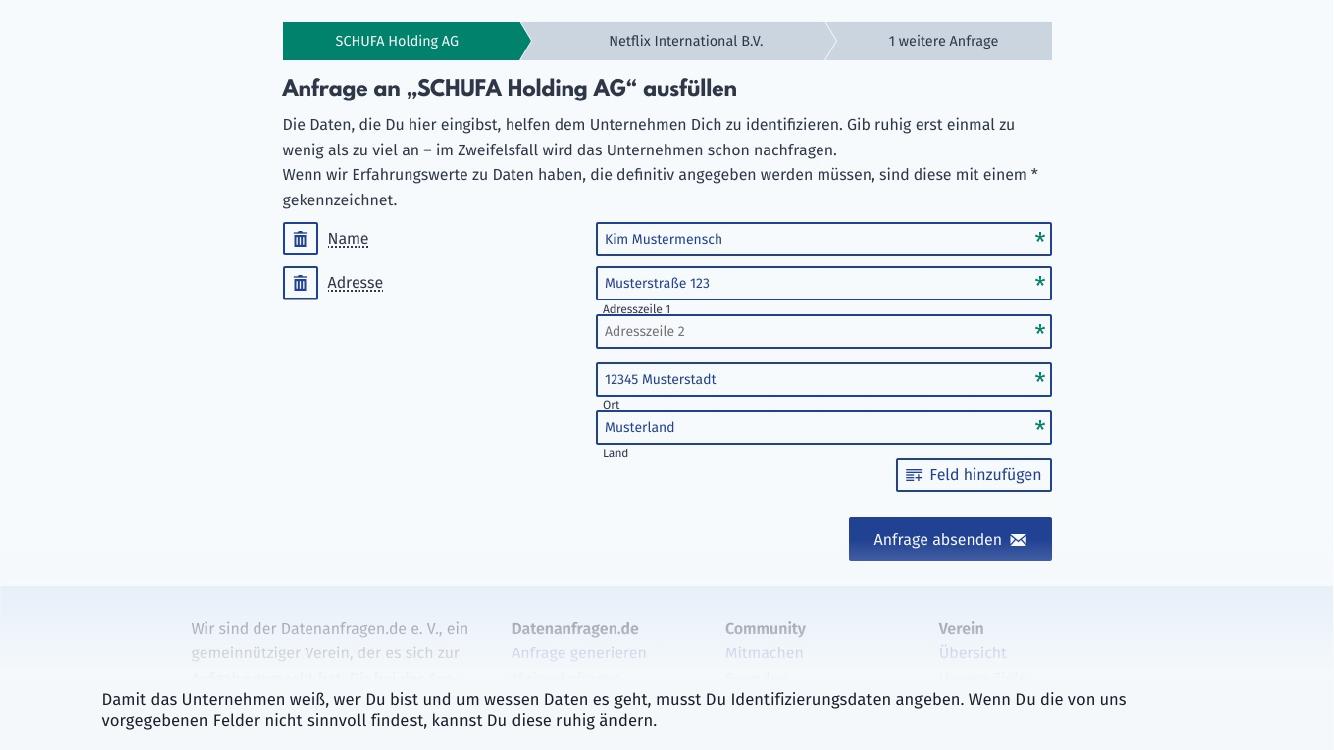 SCHUFA Holding AG
Netflix International B.V.
1 weitere Anfrage
Anfrage an „SCHUFA Holding AG“ ausfüllen
Die Daten, die Du hier eingibst, helfen dem Unternehmen Dich zu identifizieren. Gib ruhig erst einmal zu
wenig als zu viel an – im Zweifelsfall wird das Unternehmen schon nachfragen.
Wenn wir Erfahrungswerte zu Daten haben, die definitiv angegeben werden müssen, sind diese mit einem *
gekennzeichnet.
Name
Kim Mustermensch *
Adresse
Musterstraße 123 *
Adresszeile 1
Adresszeile 2 *
12345 Musterstadt *
Ort
Musterland *
Land
Feld hinzufügen
Anfrage absenden
Wir sind der Datenanfragen.de e. V., ein
gemeinnütziger Verein, der es sich zur
Datenanfragen.de
Anfrage generieren
Community
Mitmachen
Verein
Übersicht
Damit das Unternehmen weiß, wer Du bist und um wessen Daten es geht, musst Du Identifizierungsdaten angeben. Wenn Du die von uns
vorgegebenen Felder nicht sinnvoll findest, kannst Du diese ruhig ändern.